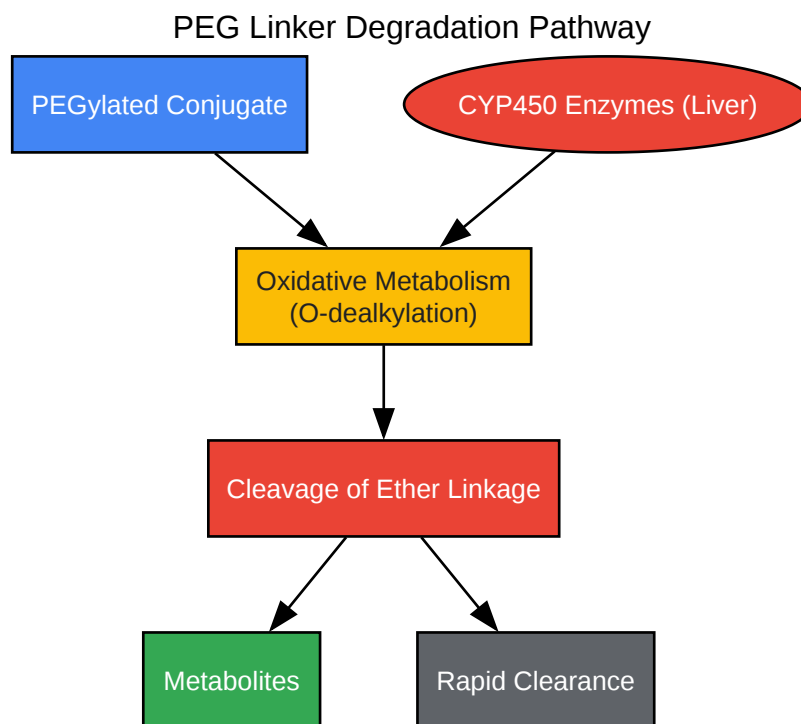 PEG Linker Degradation Pathway
PEGylated Conjugate
CYP450 Enzymes (Liver)
Oxidative Metabolism
(O-dealkylation)
Cleavage of Ether Linkage
Metabolites
Rapid Clearance